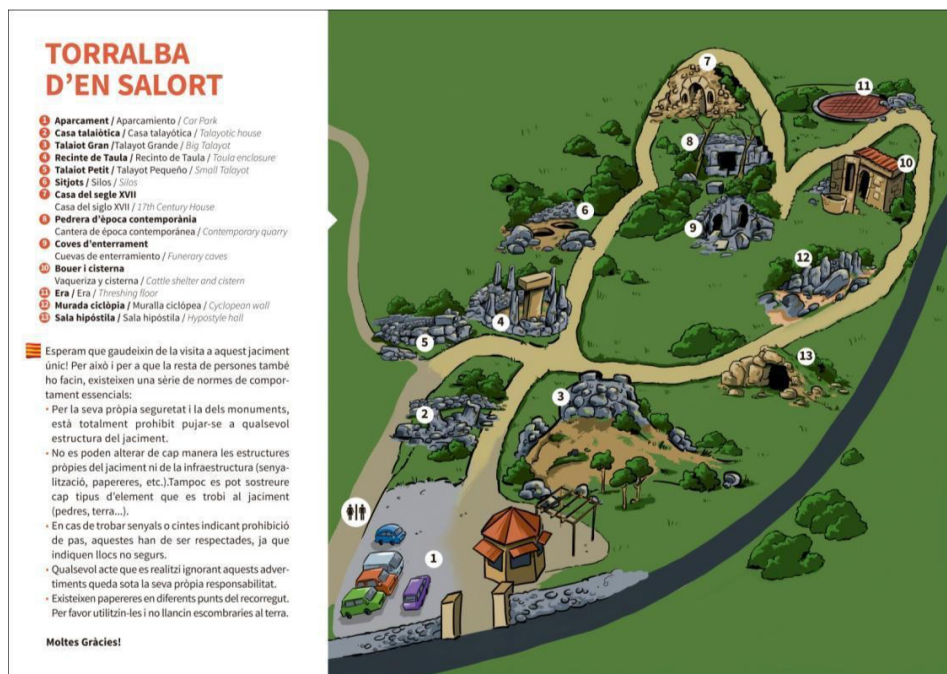 TORRALBA
D'EN SALORT
1 Aparcament / Aparcamiento / Car Park
2 Casa talaiòtica / Casa talayótica / Talayotic house
3 Talaiot Gran /Talayot Grande / Big Talayot
4 Recinte de Taula / Recinto de Taula / Taula enclosure
5 Talaiot Petit / Talayot Pequeño / Small Talayot
6 Sitjots / Silos / Silos
7 Casa del segle XVII
Casa del siglo XVII / 17th Century House
8 Pedrera d'època contemporània
Cantera de época contemporánea / Contemporary quarry
9 Coves d'enterrament
Cuevas de enterramiento / Funerary caves
10 Bouer i cisterna
Vaqueriza y cisterna / Cattle shelter and cistern
11 Era / Era / Threshing floor
12 Murada ciclòpia / Muralla ciclópea / Cyclopean wall
13 Sala hipòstila / Sala hipóstila / Hypostyle hall
Esperam que gaudeixin de la visita a aquest jaciment
únic! Per això i per a que la resta de persones també
ho facin, existeixen una sèrie de normes de compor-
tament essencials:
• Per la seva pròpia seguretat i la dels monuments,
està totalment prohibit pujar-se a qualsevol
estructura del jaciment.
• No es poden alterar de cap manera les estructures
pròpies del jaciment ni de la infraestructura (senya-
lització, papereres, etc.).Tampoc es pot sostreure
cap tipus d'element que es trobi al jaciment
(pedres, terra...).
• En cas de trobar senyals o cintes indicant prohibició
de pas, aquestes han de ser respectades, ja que
indiquen llocs no segurs.
• Qualsevol acte que es realitzi ignorant aquests adver-
timents queda sota la seva pròpia responsabilitat.
• Existeixen papereres en diferents punts del recorregut.
Per favor utilitzin-les i no llancin escombraries al terra.
Moltes Gràcies!
7
11
8
10
6
9
12
4
5
13
3
2
1